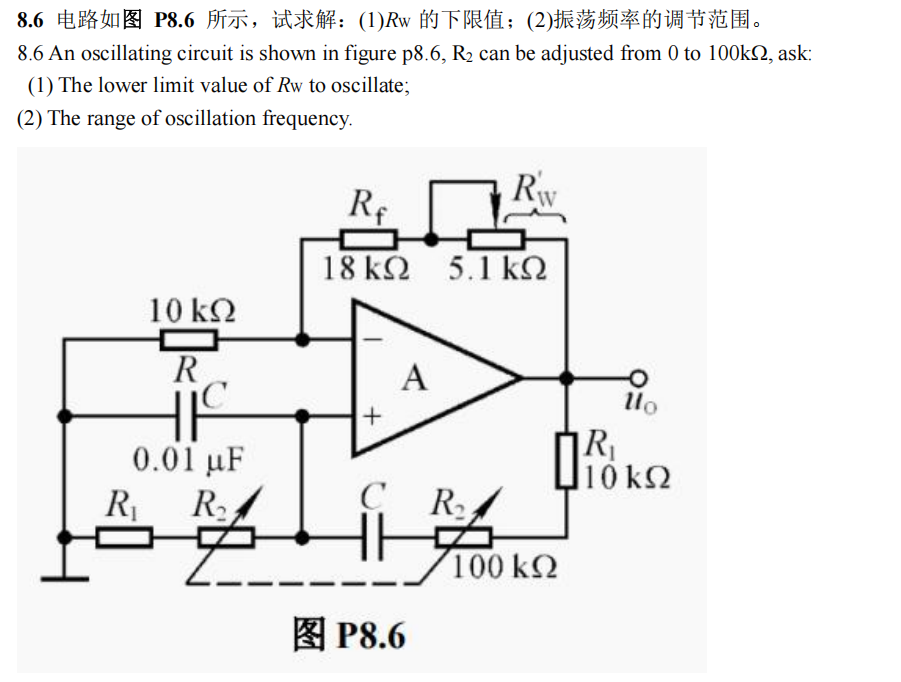 8.6 电路如图 P8.6 所示，试求解：(1)Rw 的下限值；(2)振荡频率的调节范围。
8.6 An oscillating circuit is shown in figure p8.6, R₂ can be adjusted from 0 to 100kΩ, ask:
(1) The lower limit value of Rw to oscillate;
(2) The range of oscillation frequency.
R'w
Rf
18 kΩ 5.1 kΩ
10 kΩ
R
C
A
−
+
uO
0.01 μF
R₁
10 kΩ
R₁ R₂ C R₂
100 kΩ
图 P8.6